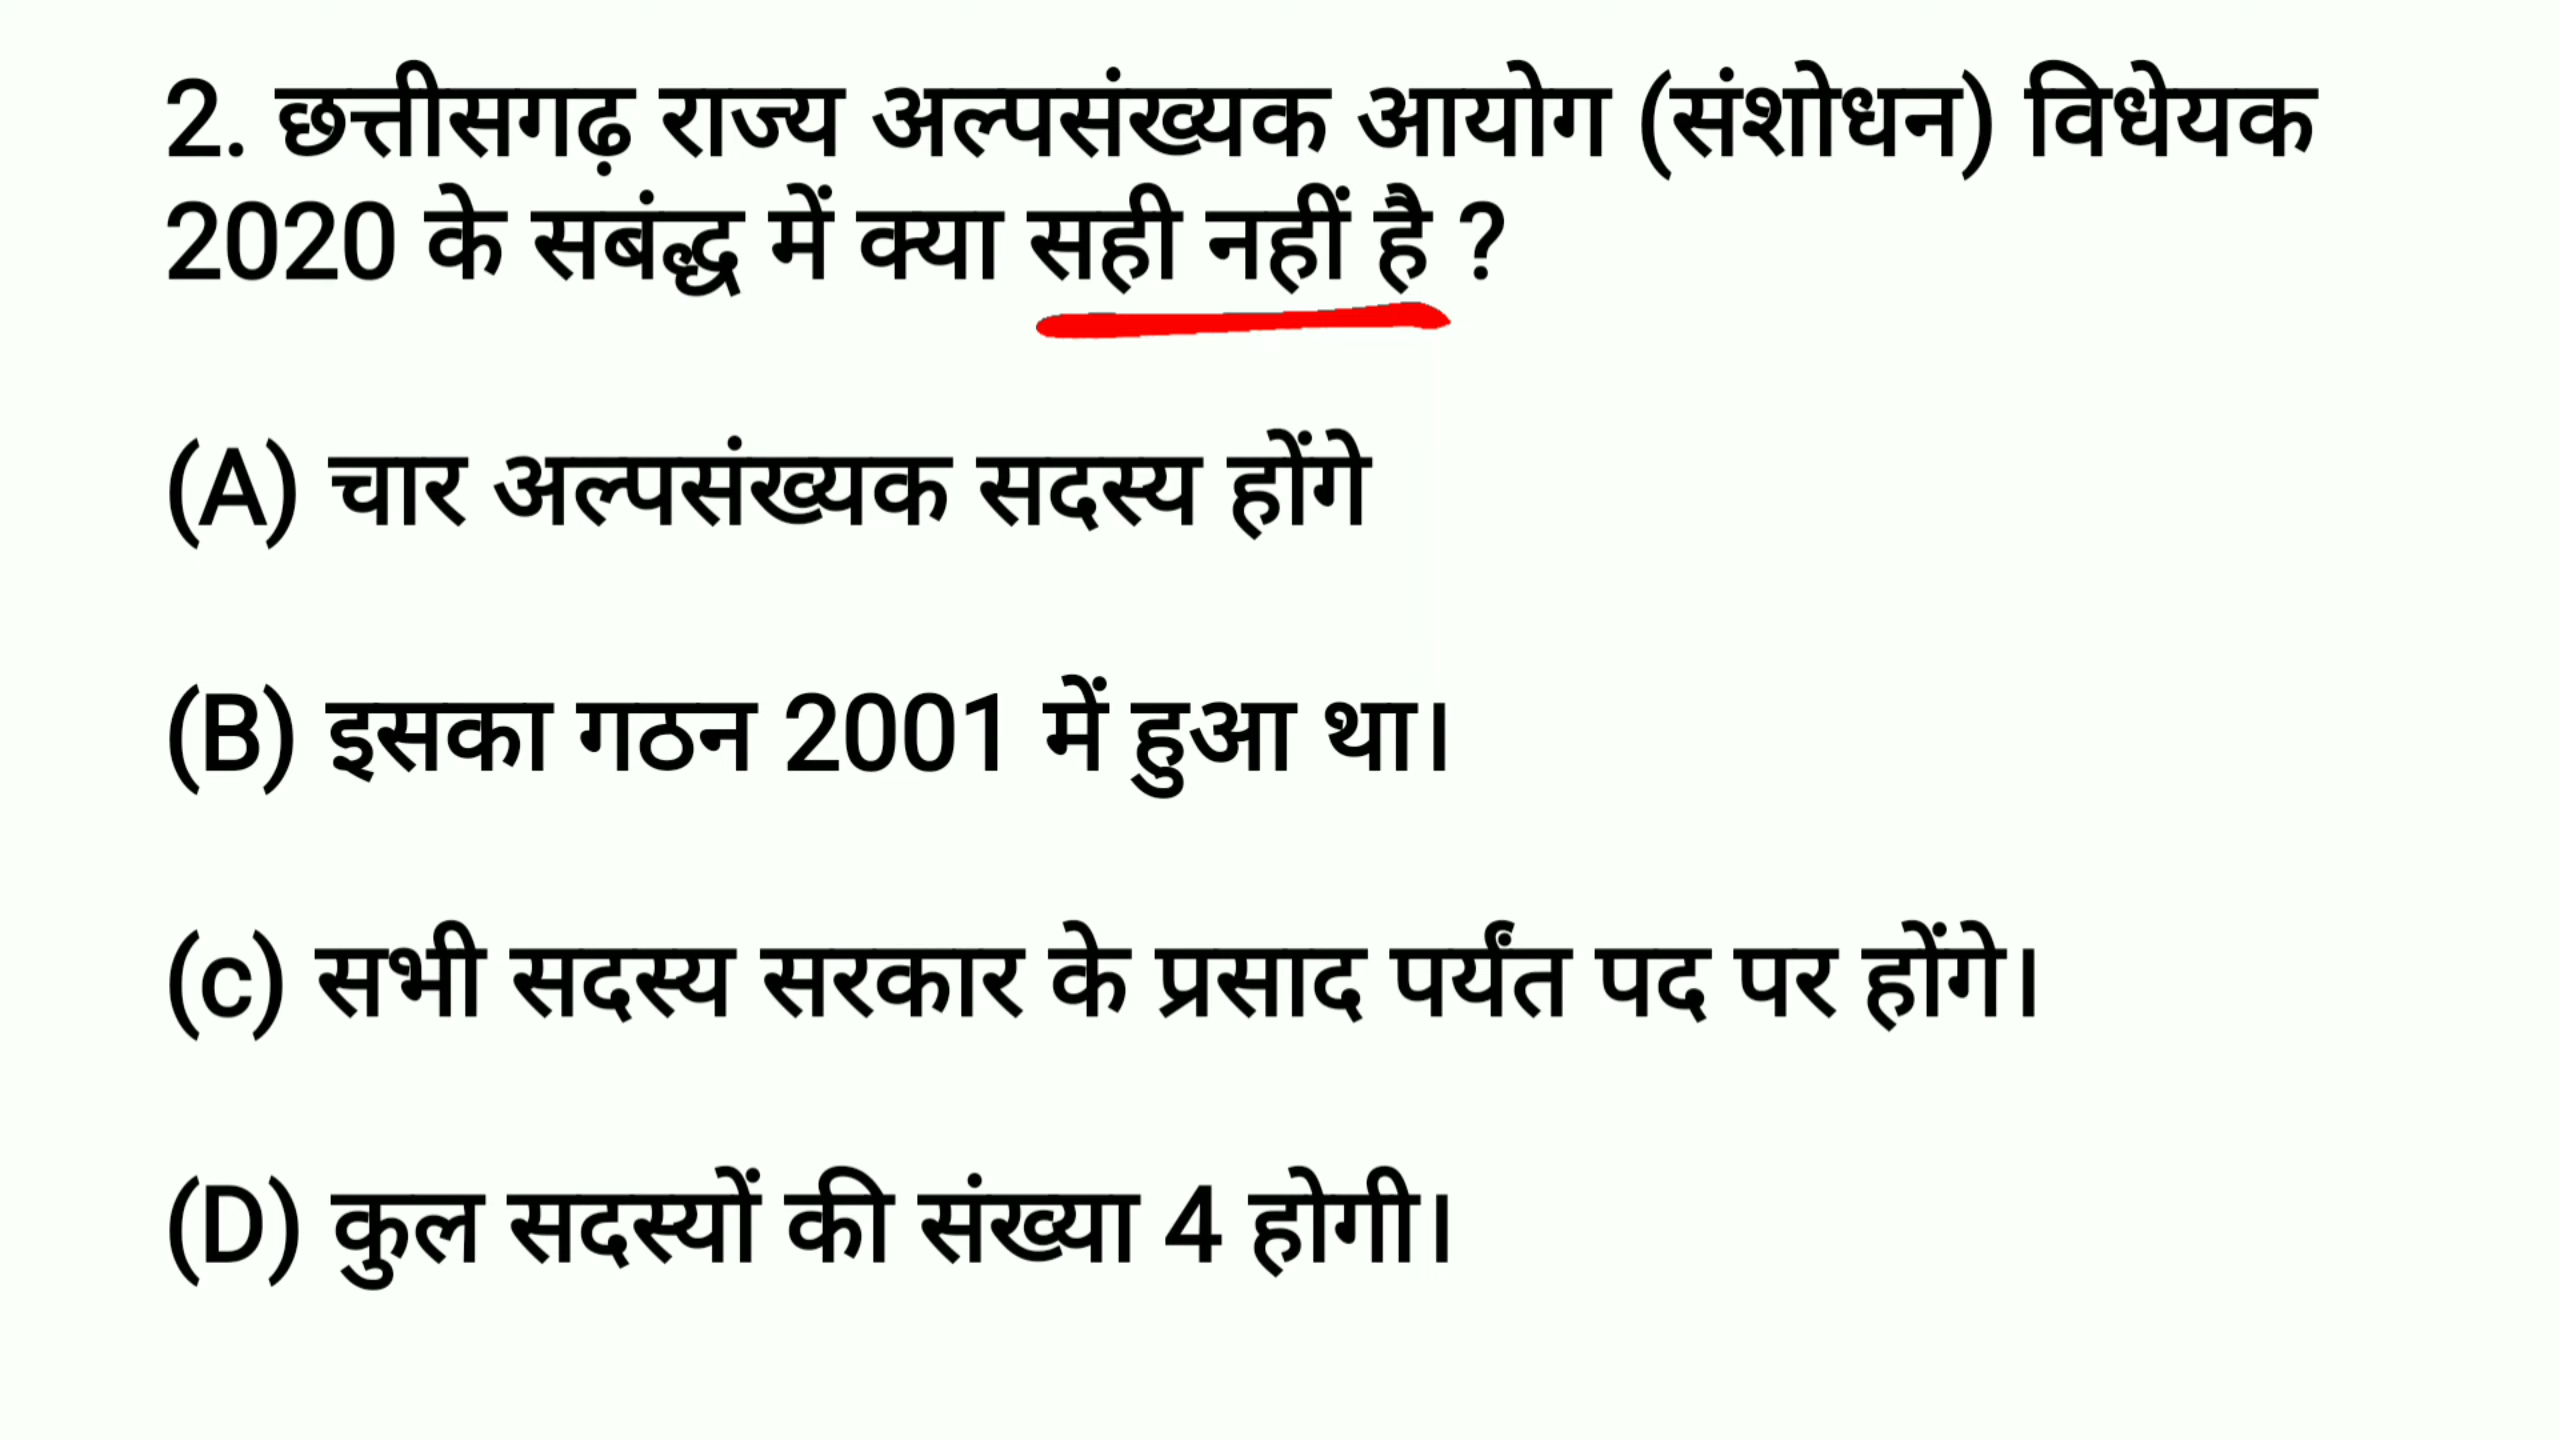 2. छत्तीसगढ़ राज्य अल्पसंख्यक आयोग (संशोधन) विधेयक
2020 के सबंद्ध में क्या सही नहीं है ?
(A) चार अल्पसंख्यक सदस्य होंगे
(B) इसका गठन 2001 में हुआ था।
(c) सभी सदस्य सरकार के प्रसाद पर्यंत पद पर होंगे।
(D) कुल सदस्यों की संख्या 4 होगी।